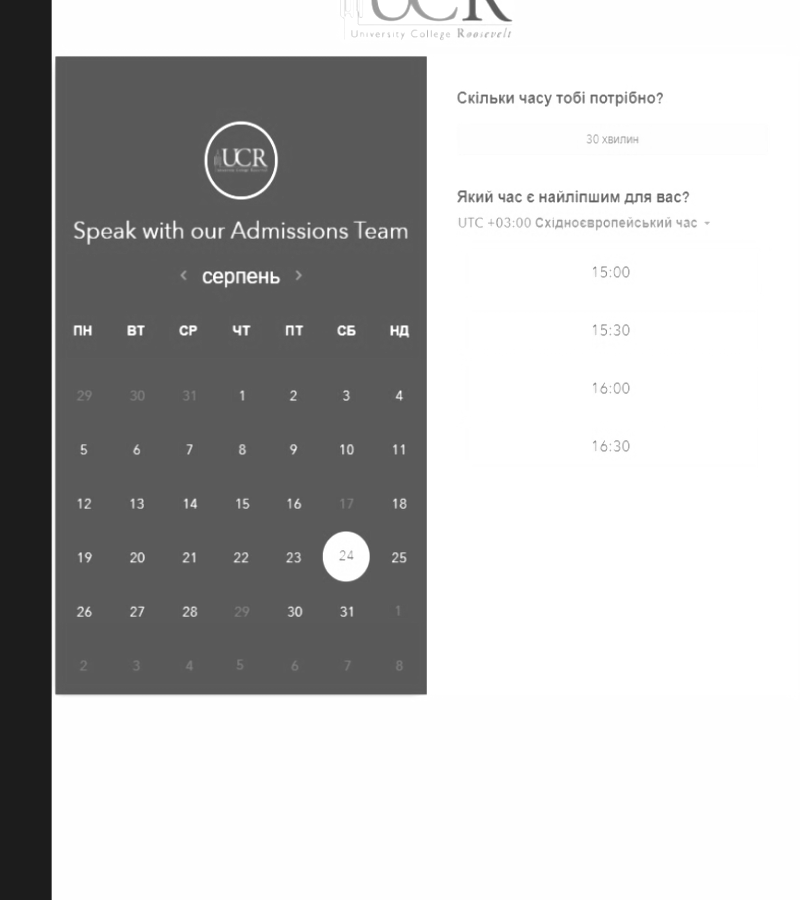 UCR
University College Roosevelt
UCR
University College Roosevelt
Speak with our Admissions Team
< серпень >
ПН ВТ СР ЧТ ПТ СБ НД
29 30 31 1 2 3 4
5 6 7 8 9 10 11
12 13 14 15 16 17 18
19 20 21 22 23 24 25
26 27 28 29 30 31 1
2 3 4 5 6 7 8
Скільки часу тобі потрібно?
30 хвилин
Який час є найліпшим для вас?
UTC +03:00 Східноєвропейський час
15:00
15:30
16:00
16:30